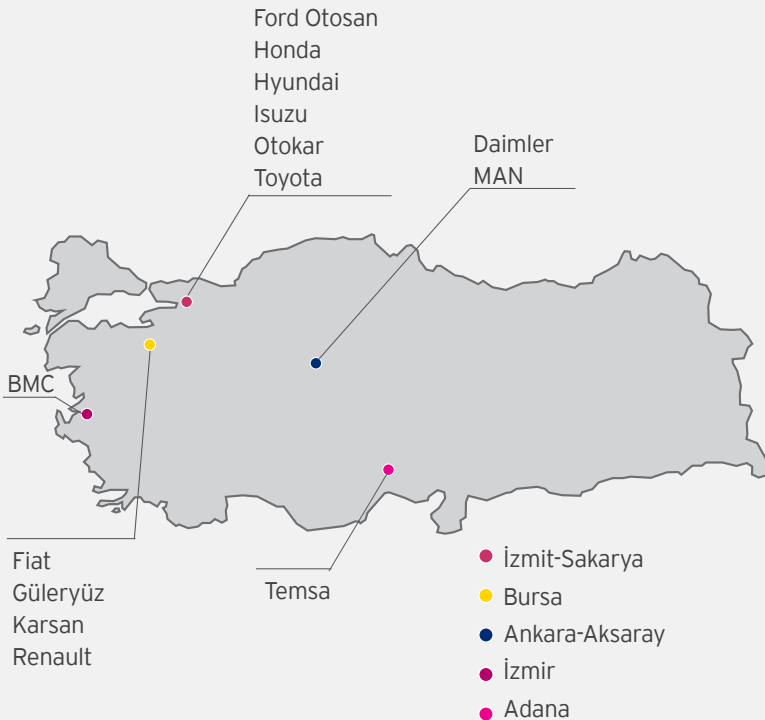 Ford Otosan
Honda
Hyundai
Isuzu
Otokar
Toyota
Daimler
MAN
BMC
Fiat
Güleryüz
Karsan
Renault
Temsa
İzmit-Sakarya
Bursa
Ankara-Aksaray
İzmir
Adana